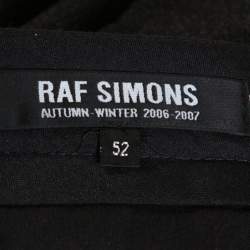 RAF SIMONS
AUTUMN-WINTER 2006-2007
52